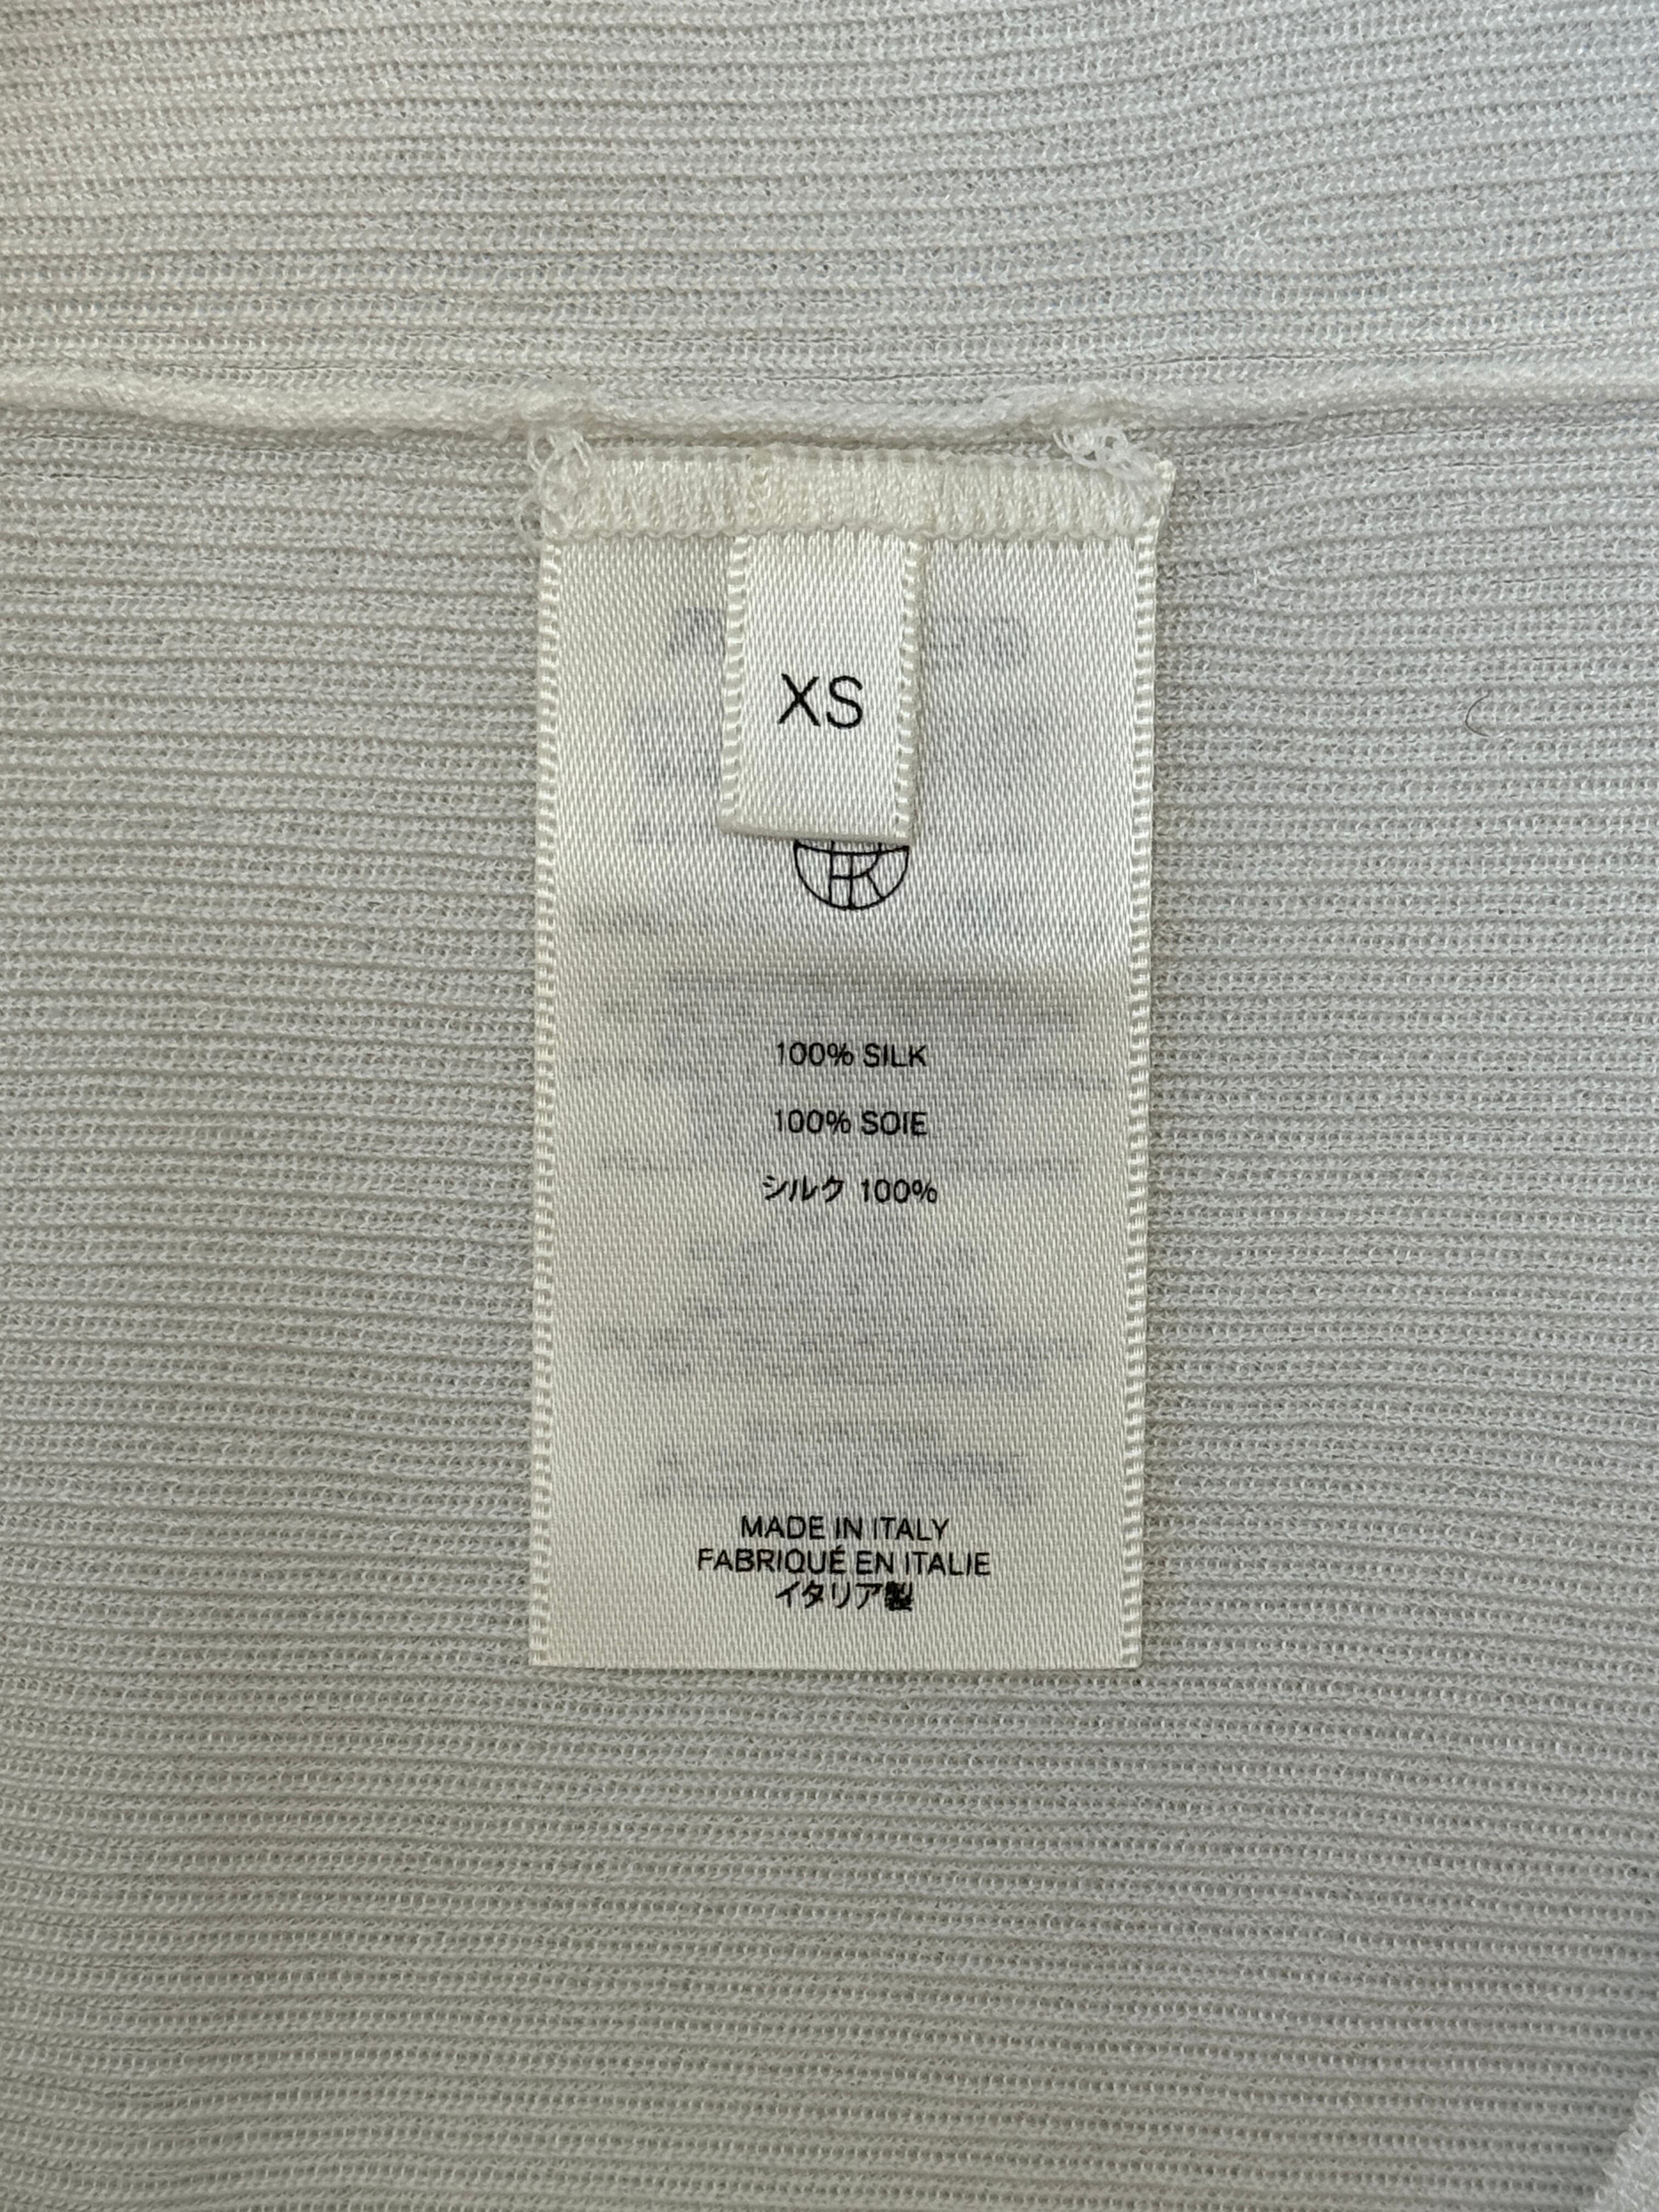 XS
100% SILK
100% SOIE
シルク 100%
MADE IN ITALY
FABRIQUÉ EN ITALIE
イタリア製